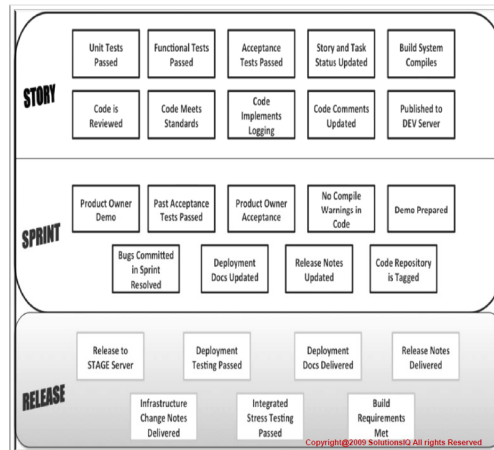 STORY
Unit Tests
Passed
Functional Tests
Passed
Acceptance
Tests Passed
Story and Task
Status Updated
Build System
Compiles
Code is
Reviewed
Code Meets
Standards
Code
Implements
Logging
Code Comments
Updated
Published to
DEV Server
SPRINT
Product Owner
Demo
Past Acceptance
Tests Passed
Product Owner
Acceptance
No Compile
Warnings in
Code
Demo Prepared
Bugs Committed
in Sprint
Resolved
Deployment
Docs Updated
Release Notes
Updated
Code Repository
is Tagged
RELEASE
Release to
STAGE Server
Deployment
Testing Passed
Deployment
Docs Delivered
Release Notes
Delivered
Infrastructure
Change Notes
Delivered
Integrated
Stress Testing
Passed
Build
Requirements
Met
Copyright@2009 SolutionsIQ All rights Reserved